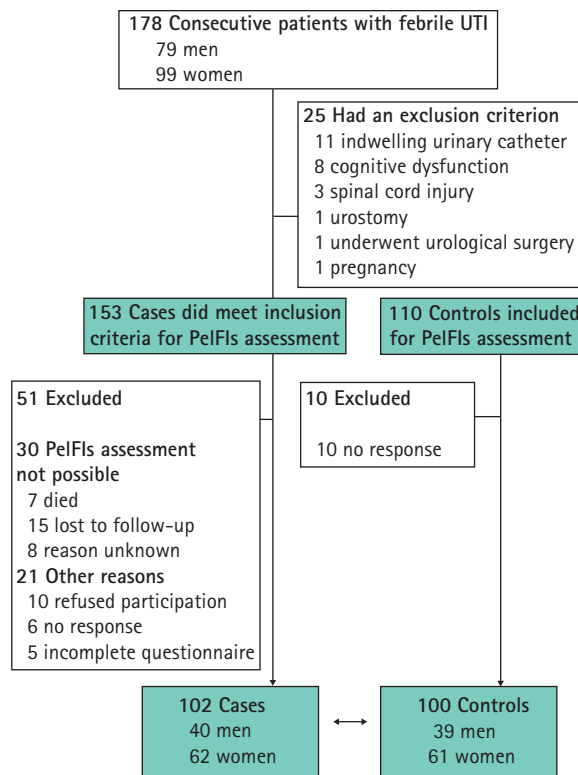 178 Consecutive patients with febrile UTI
79 men
99 women
25 Had an exclusion criterion
11 indwelling urinary catheter
8 cognitive dysfunction
3 spinal cord injury
1 urostomy
1 underwent urological surgery
1 pregnancy
153 Cases did meet inclusion
criteria for PelFIs assessment
110 Controls included
for PelFIs assessment
51 Excluded
30 PelFIs assessment
not possible
7 died
15 lost to follow-up
8 reason unknown
21 Other reasons
10 refused participation
6 no response
5 incomplete questionnaire
10 Excluded
10 no response
102 Cases
40 men
62 women
100 Controls
39 men
61 women